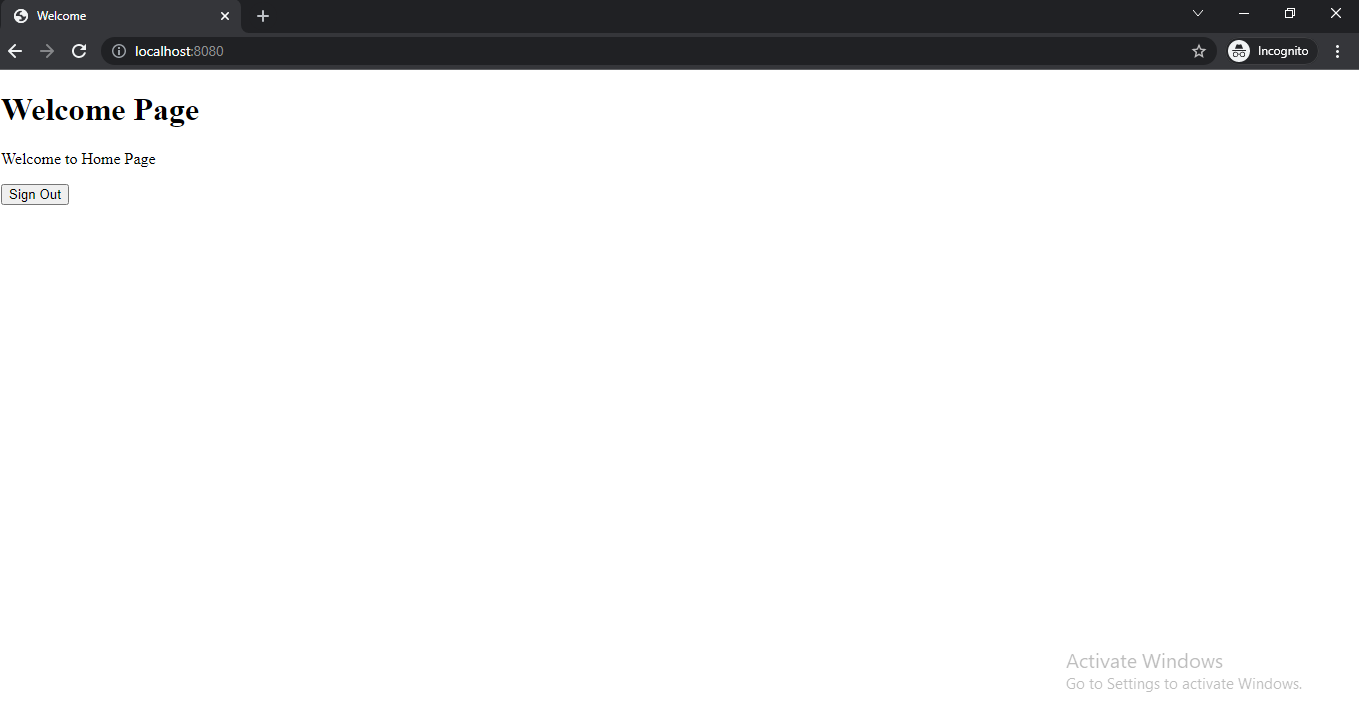 Welcome
localhost:8080
Incognito
Welcome Page
Welcome to Home Page
Sign Out
Activate Windows
Go to Settings to activate Windows.